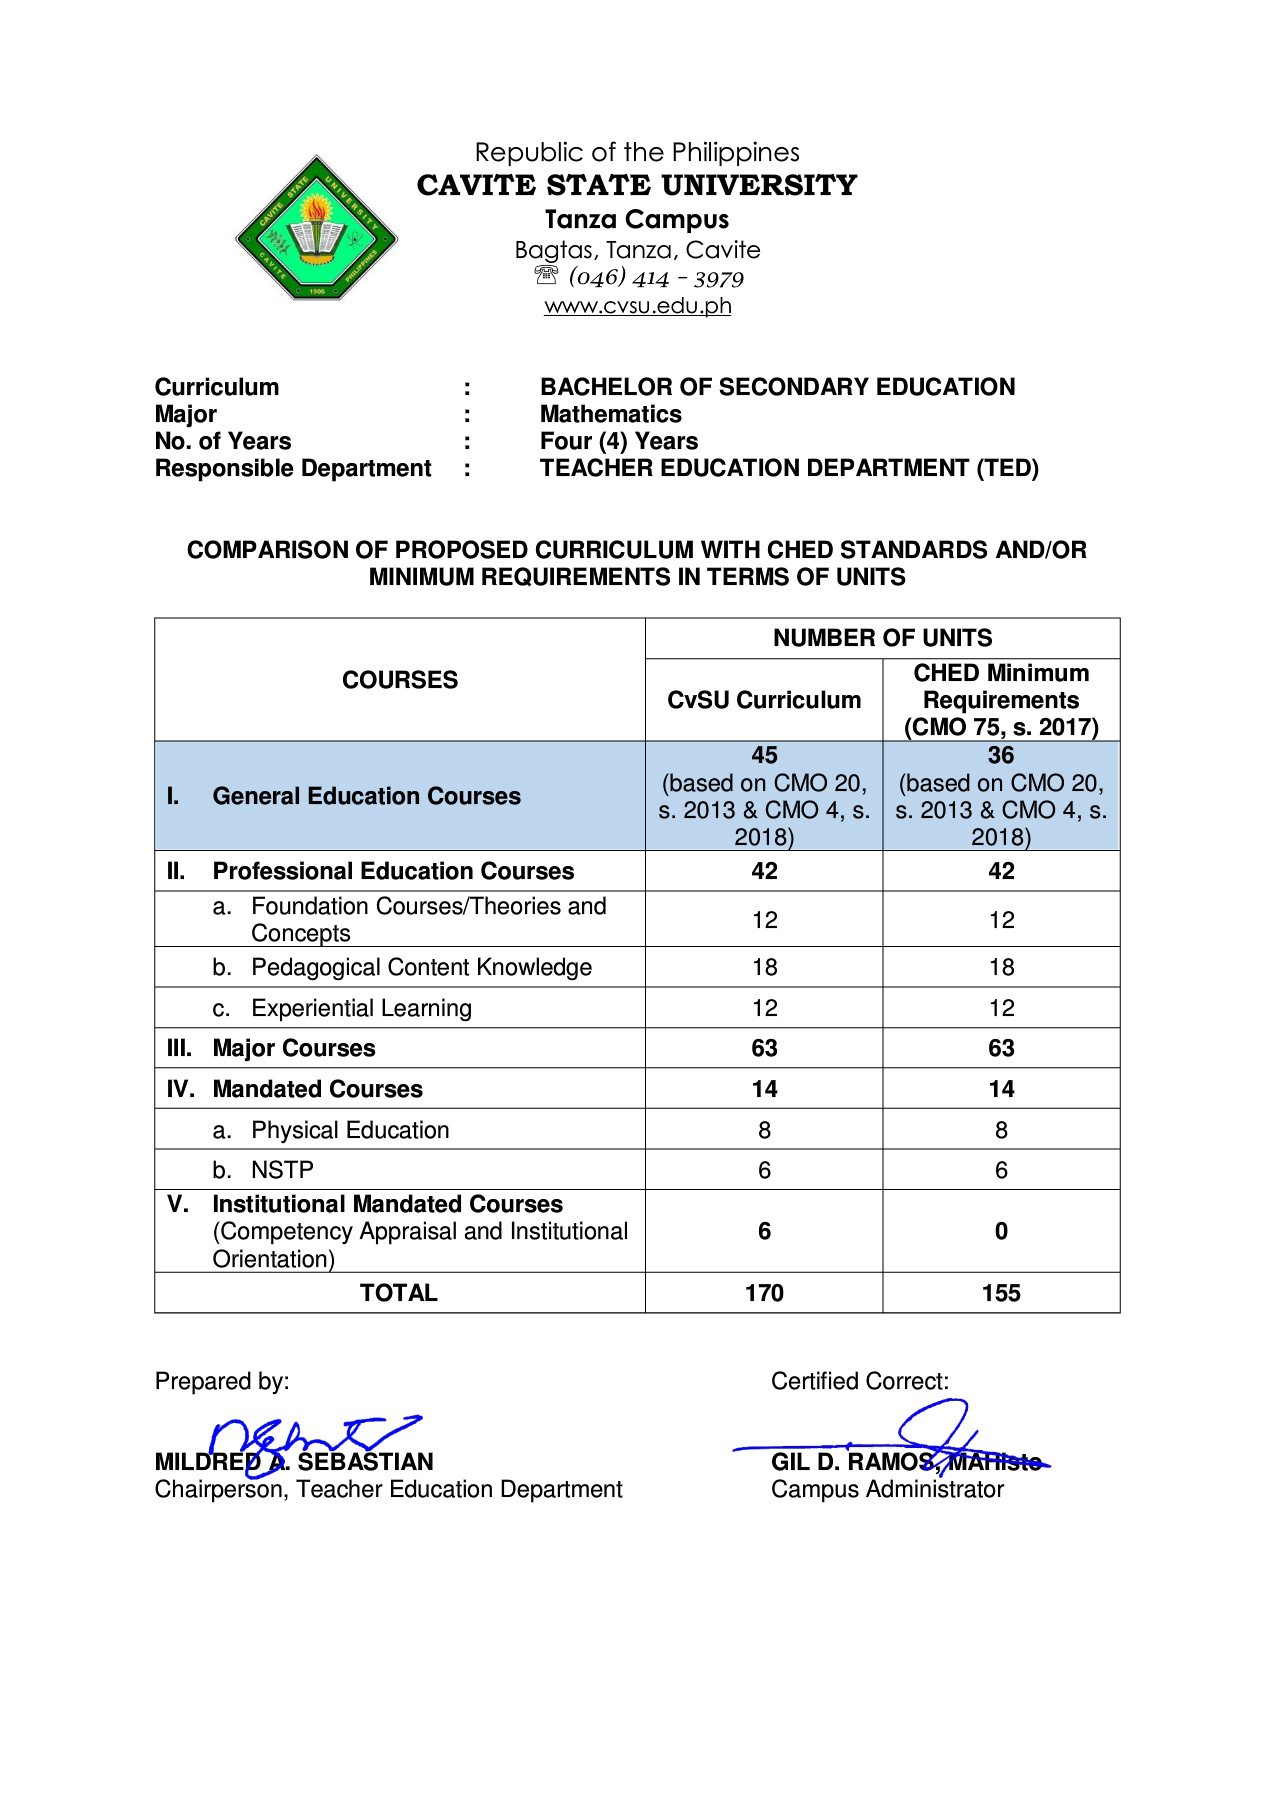 Republic of the Philippines
CAVITE STATE UNIVERSITY
Tanza Campus
Bagtas, Tanza, Cavite
☏ (046) 414 – 3979
www.cvsu.edu.ph
CAVITE STATE UNIVERSITY
CAVITE PHILIPPINES
1906
Curriculum : BACHELOR OF SECONDARY EDUCATION
Major : Mathematics
No. of Years : Four (4) Years
Responsible Department : TEACHER EDUCATION DEPARTMENT (TED)
COMPARISON OF PROPOSED CURRICULUM WITH CHED STANDARDS AND/OR
MINIMUM REQUIREMENTS IN TERMS OF UNITS
COURSES
NUMBER OF UNITS
CvSU Curriculum
CHED Minimum
Requirements
(CMO 75, s. 2017)
I. General Education Courses
45
(based on CMO 20,
s. 2013 & CMO 4, s.
2018)
36
(based on CMO 20,
s. 2013 & CMO 4, s.
2018)
II. Professional Education Courses 42 42
a. Foundation Courses/Theories and
Concepts
12 12
b. Pedagogical Content Knowledge 18 18
c. Experiential Learning 12 12
III. Major Courses 63 63
IV. Mandated Courses 14 14
a. Physical Education 8 8
b. NSTP 6 6
V. Institutional Mandated Courses
(Competency Appraisal and Institutional
Orientation)
6 0
TOTAL 170 155
Prepared by: Certified Correct:
MILDRED A. SEBASTIAN GIL D. RAMOS, MAHisto
Chairperson, Teacher Education Department Campus Administrator